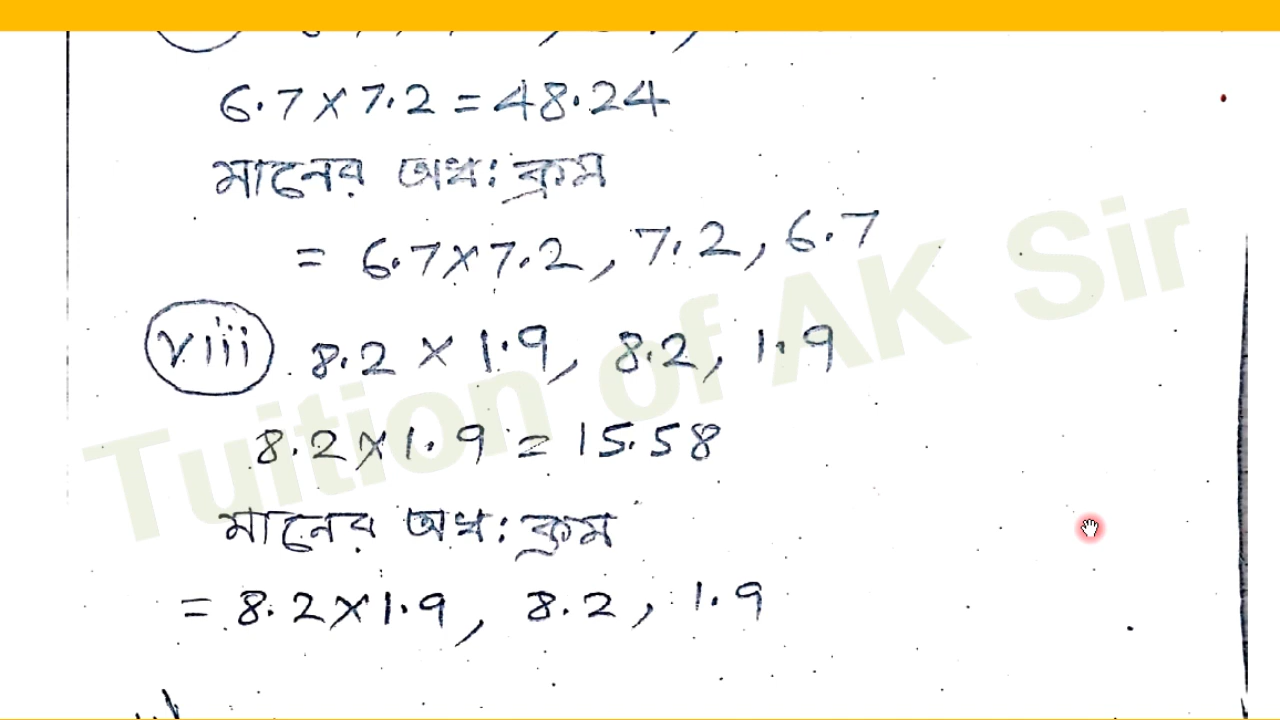 6.7 × 7.2 = 48.24
মানের অধ: ক্রম
= 6.7 × 7.2, 7.2, 6.7
viii 8.2 × 1.9, 8.2, 1.9
8.2 × 1.9 = 15.58
মানের অধ: ক্রম
= 8.2 × 1.9, 8.2, 1.9
Tuition of AK Sir